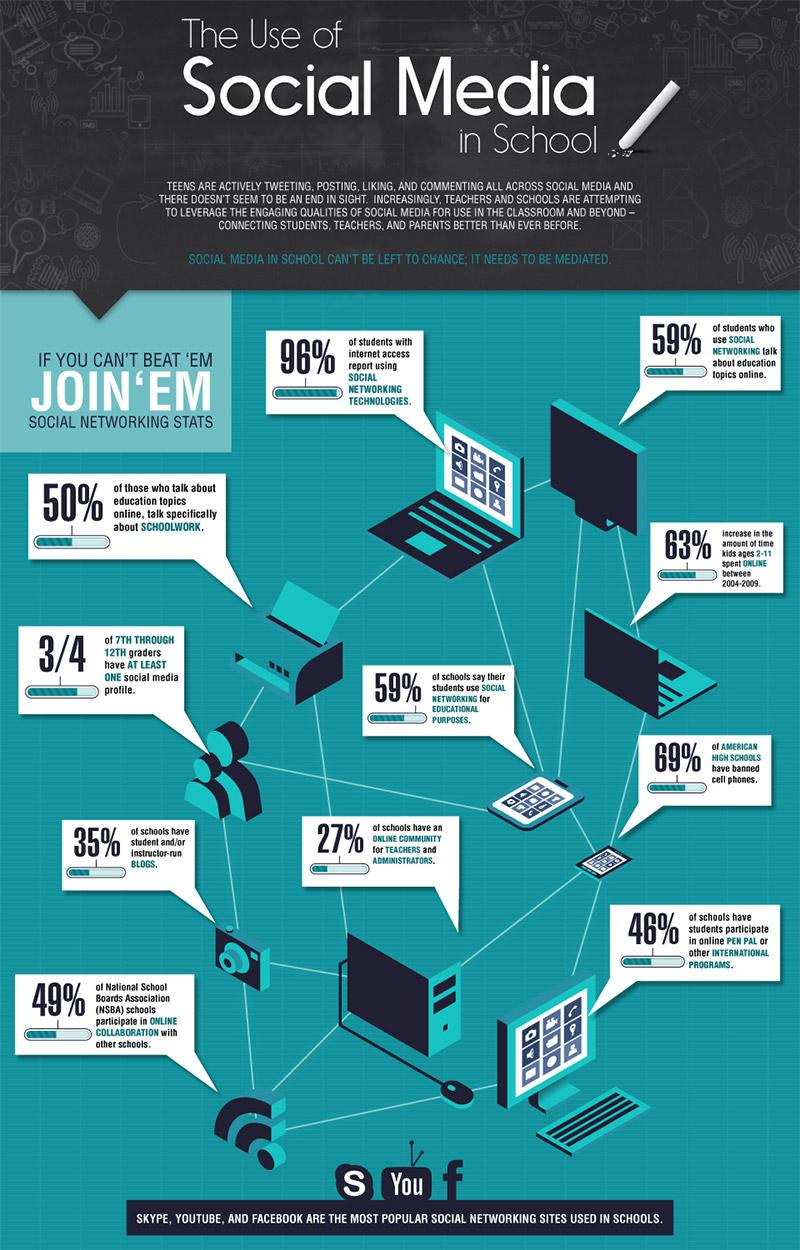 The Use of
Social Media
in School
TEENS ARE ACTIVELY TWEETING, POSTING, LIKING, AND COMMENTING ALL ACROSS SOCIAL MEDIA AND
THERE DOESN'T SEEM TO BE AN END IN SIGHT. INCREASINGLY, TEACHERS AND SCHOOLS ARE ATTEMPTING
TO LEVERAGE THE ENGAGING QUALITIES OF SOCIAL MEDIA FOR USE IN THE CLASSROOM AND BEYOND –
CONNECTING STUDENTS, TEACHERS, AND PARENTS BETTER THAN EVER BEFORE.
SOCIAL MEDIA IN SCHOOL CAN'T BE LEFT TO CHANCE; IT NEEDS TO BE MEDIATED.
IF YOU CAN'T BEAT 'EM
JOIN 'EM
SOCIAL NETWORKING STATS
96%
of students with
internet access
report using
SOCIAL
NETWORKING
TECHNOLOGIES.
59%
of students who
use SOCIAL
NETWORKING talk
about education
topics online.
50%
of those who talk about
education topics
online, talk specifically
about SCHOOLWORK.
63%
increase in the
amount of time
kids ages 2-11
spent ONLINE
between
2004-2009.
3/4
of 7TH THROUGH
12TH graders
have AT LEAST
ONE social media
profile.
59%
of schools say their
students use SOCIAL
NETWORKING for
EDUCATIONAL
PURPOSES.
69%
of AMERICAN
HIGH SCHOOLS
have banned
cell phones.
35%
of schools have
student and/or
instructor-run
BLOGS.
27%
of schools have an
ONLINE COMMUNITY
for TEACHERS and
ADMINISTRATORS.
46%
of schools have
students participate
in online PEN PAL or
other INTERNATIONAL
PROGRAMS.
49%
of National School
Boards Association
(NSBA) schools
participate in ONLINE
COLLABORATION with
other schools.
S You f
SKYPE, YOUTUBE, AND FACEBOOK ARE THE MOST POPULAR SOCIAL NETWORKING SITES USED IN SCHOOLS.